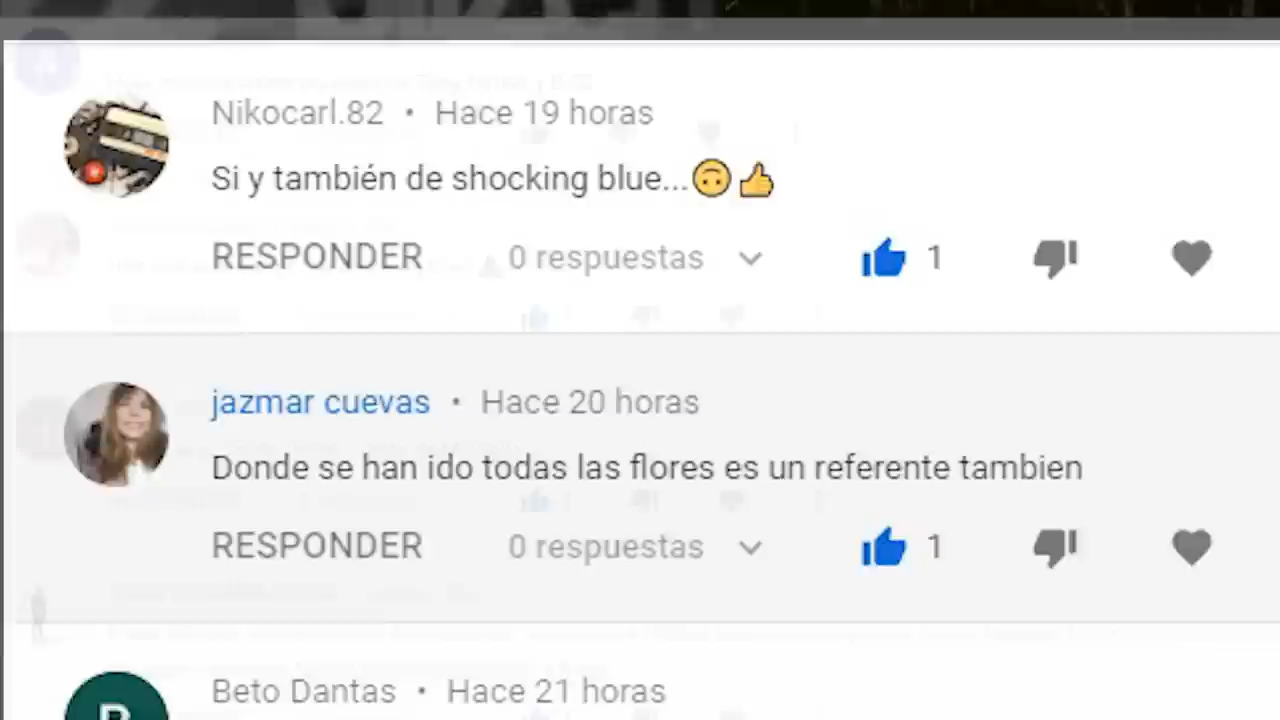 Nikocarl.82 • Hace 19 horas
Si y también de shocking blue...🙃👍
RESPONDER 0 respuestas 1
jazmar cuevas • Hace 20 horas
Donde se han ido todas las flores es un referente tambien
RESPONDER 0 respuestas 1
Beto Dantas • Hace 21 horas